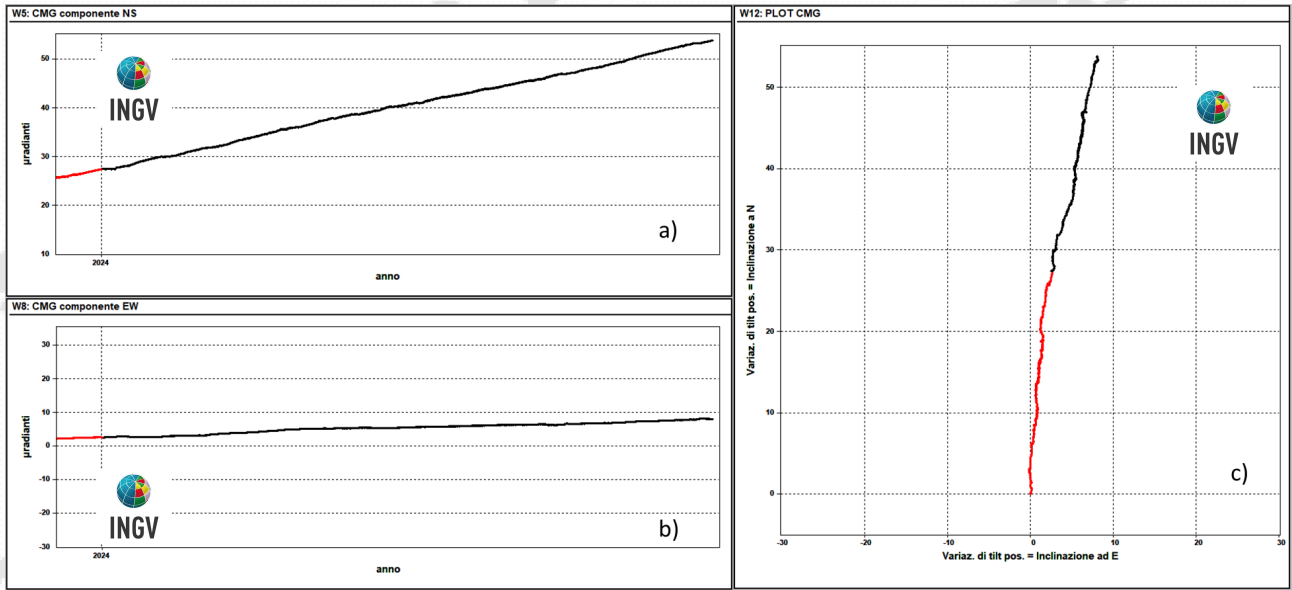 W5: CMG componente NS
50
40
30
20
10
µradianti
INGV
a)
2024
anno
W8: CMG componente EW
30
20
10
0
-10
-20
-30
µradianti
INGV
b)
2024
anno
W12: PLOT CMG
50
40
30
20
10
0
Variaz. di tilt pos. = Inclinazione a N
INGV
c)
-30
-20
-10
0
10
20
30
Variaz. di tilt pos. = Inclinazione ad E